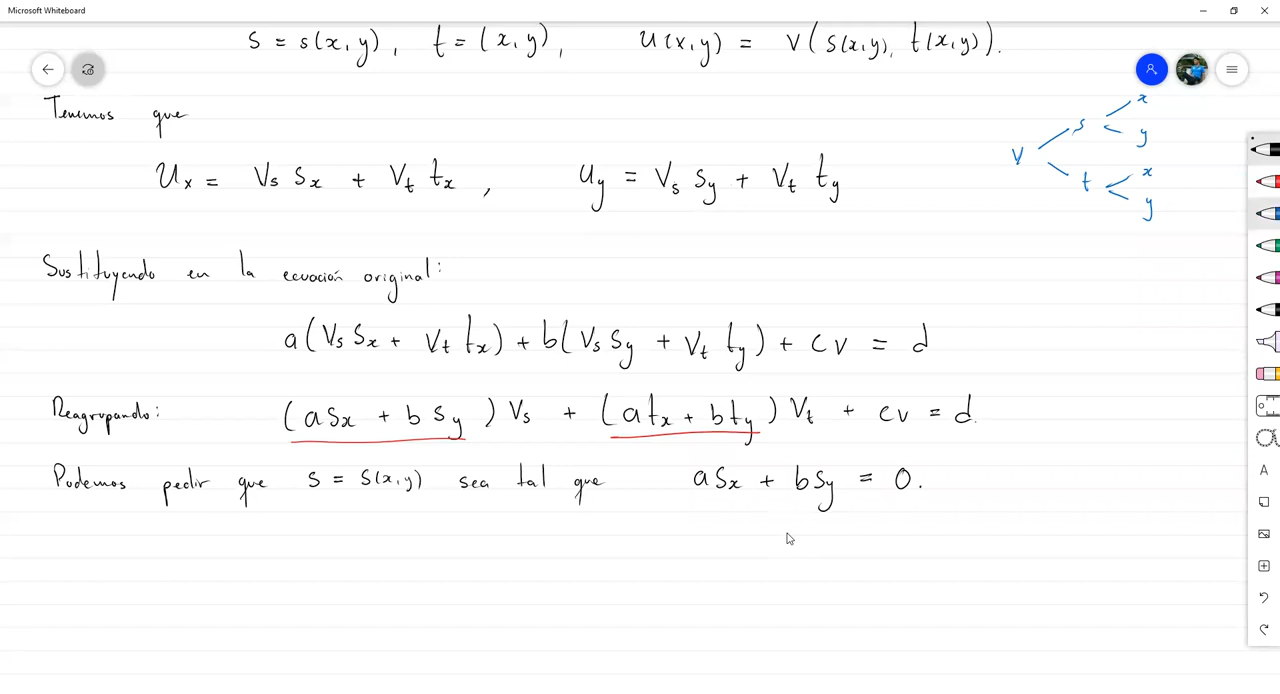 Microsoft Whiteboard
s = s(x,y), t = (x,y), u(x,y) = v(s(x,y), t(x,y)).
Tenemos que
u_x = v_s s_x + v_t t_x , u_y = v_s s_y + v_t t_y
v s x y t x y
Sustituyendo en la ecuación original:
a(v_s s_x + v_t t_x) + b(v_s s_y + v_t t_y) + cv = d
Reagrupando: (a s_x + b s_y) v_s + (a t_x + b t_y) v_t + cv = d.
Podemos pedir que s = s(x,y) sea tal que a s_x + b s_y = 0.
A